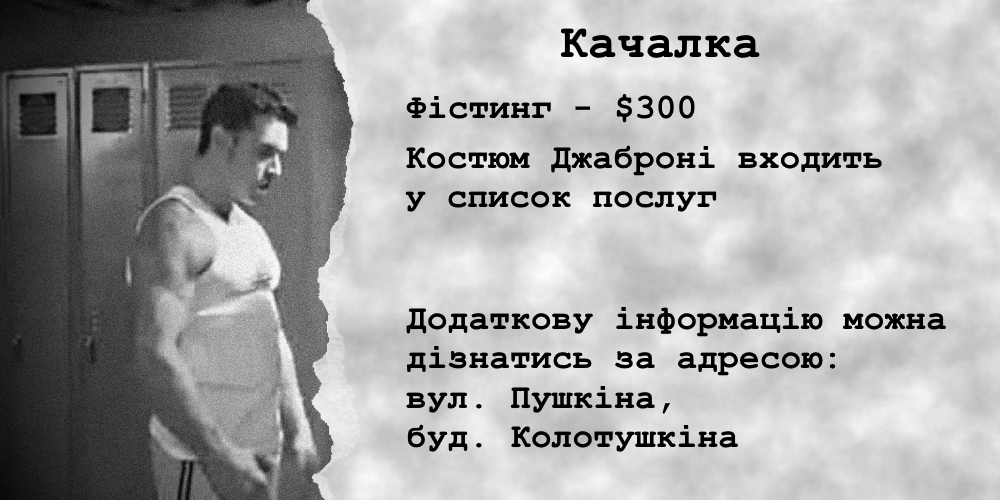 Качалка
Фістинг - $300
Костюм Джаброні входить
у список послуг
Додаткову інформацію можна
дізнатись за адресою:
вул. Пушкіна,
буд. Колотушкіна